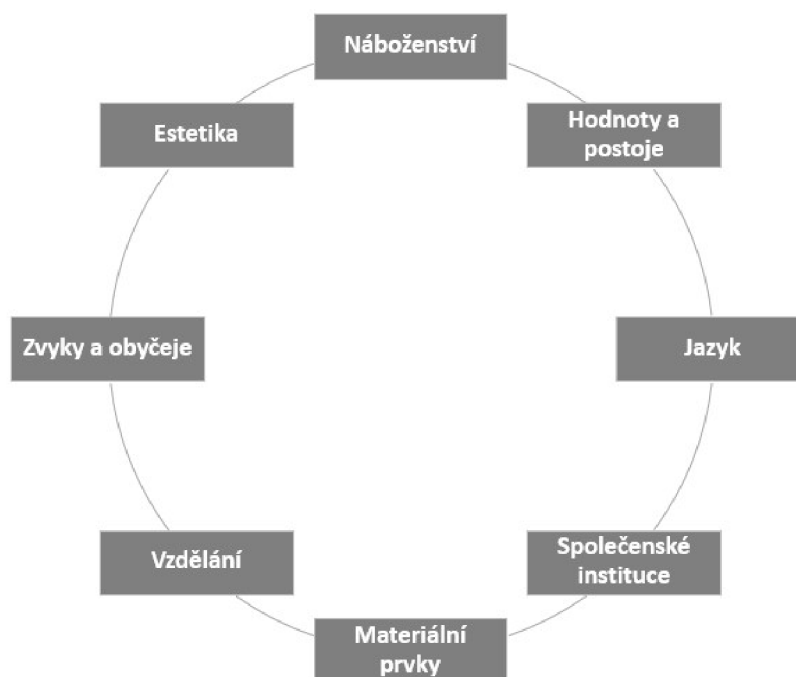 Náboženství
Hodnoty a
postoje
Jazyk
Společenské
instituce
Materiální
prvky
Vzdělání
Zvyky a obyčeje
Estetika